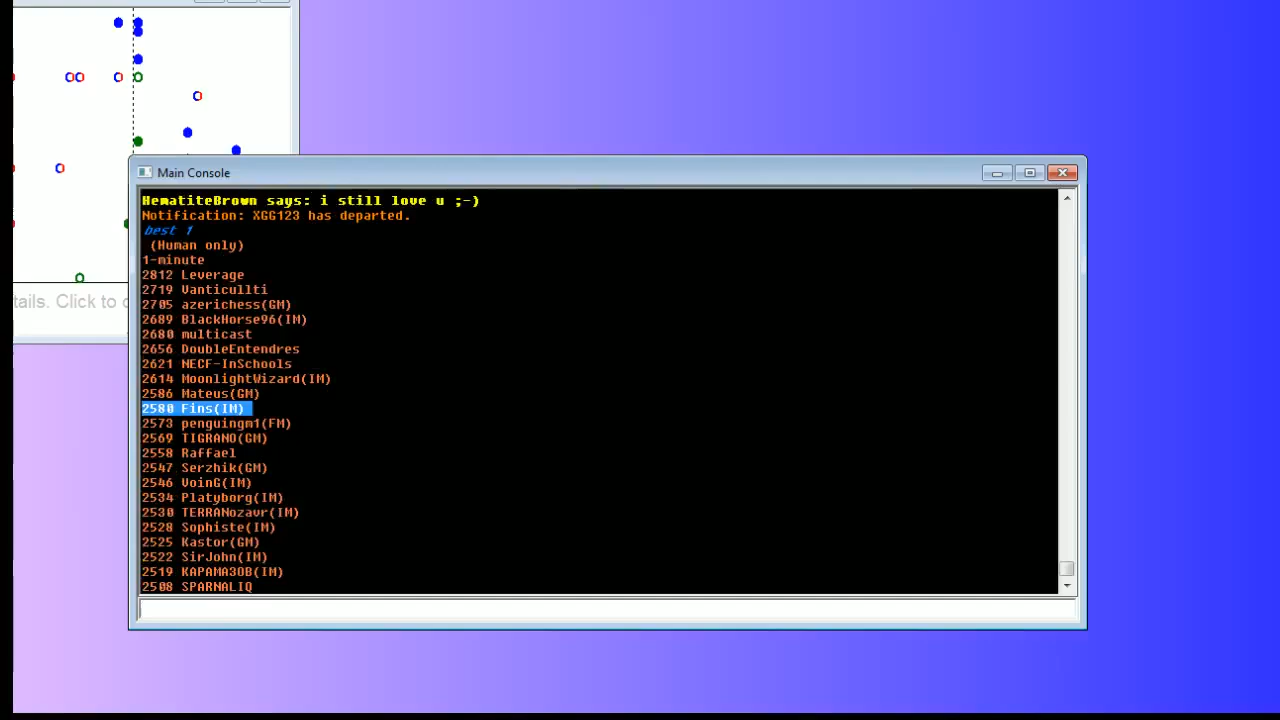 Main Console
HematiteBrown says: i still love u ;-)
Notification: XGG123 has departed.
best 1
(Human only)
1-minute
2812 Leverage
2719 Vanticullti
2705 azerichess(GM)
2689 BlackHorse96(IM)
2680 multicast
2656 DoubleEntendres
2621 NECF-InSchools
2614 MoonlightWizard(IM)
2586 Mateus(GM)
2580 Fins(IM)
2573 penguingm1(FM)
2569 TIGRANO(GM)
2558 Raffael
2547 Serzhik(GM)
2546 VoinG(IM)
2534 Platyborg(IM)
2530 TERRANozavr(IM)
2528 Sophiste(IM)
2525 Kastor(GM)
2522 SirJohn(IM)
2519 KAPAMA3OB(IM)
2508 SPARNALIQ
tails. Click to